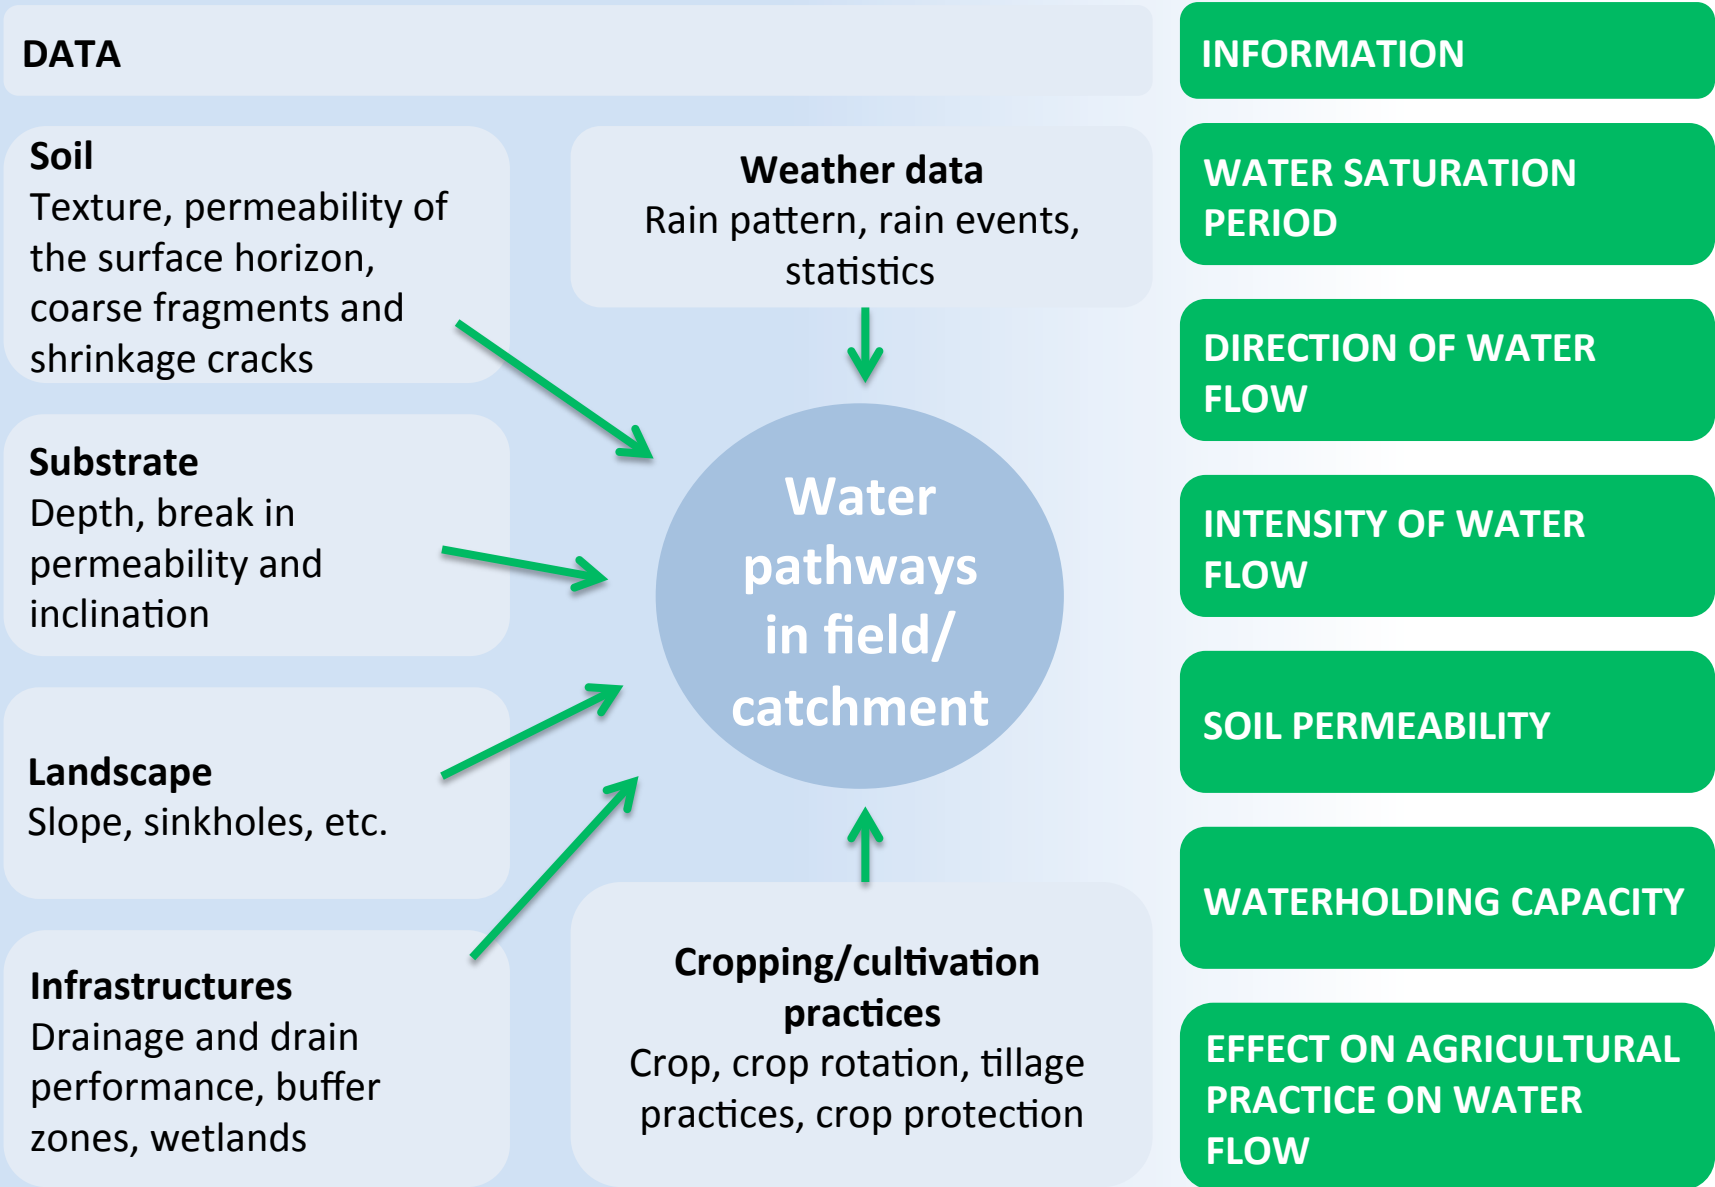 DATA
INFORMATION
Soil
Texture, permeability of
the surface horizon,
coarse fragments and
shrinkage cracks
Substrate
Depth, break in
permeability and
inclination
Landscape
Slope, sinkholes, etc.
Infrastructures
Drainage and drain
performance, buffer
zones, wetlands
Weather data
Rain pattern, rain events,
statistics
Water
pathways
in field/
catchment
Cropping/cultivation
practices
Crop, crop rotation, tillage
practices, crop protection
WATER SATURATION
PERIOD
DIRECTION OF WATER
FLOW
INTENSITY OF WATER
FLOW
SOIL PERMEABILITY
WATERHOLDING CAPACITY
EFFECT ON AGRICULTURAL
PRACTICE ON WATER
FLOW